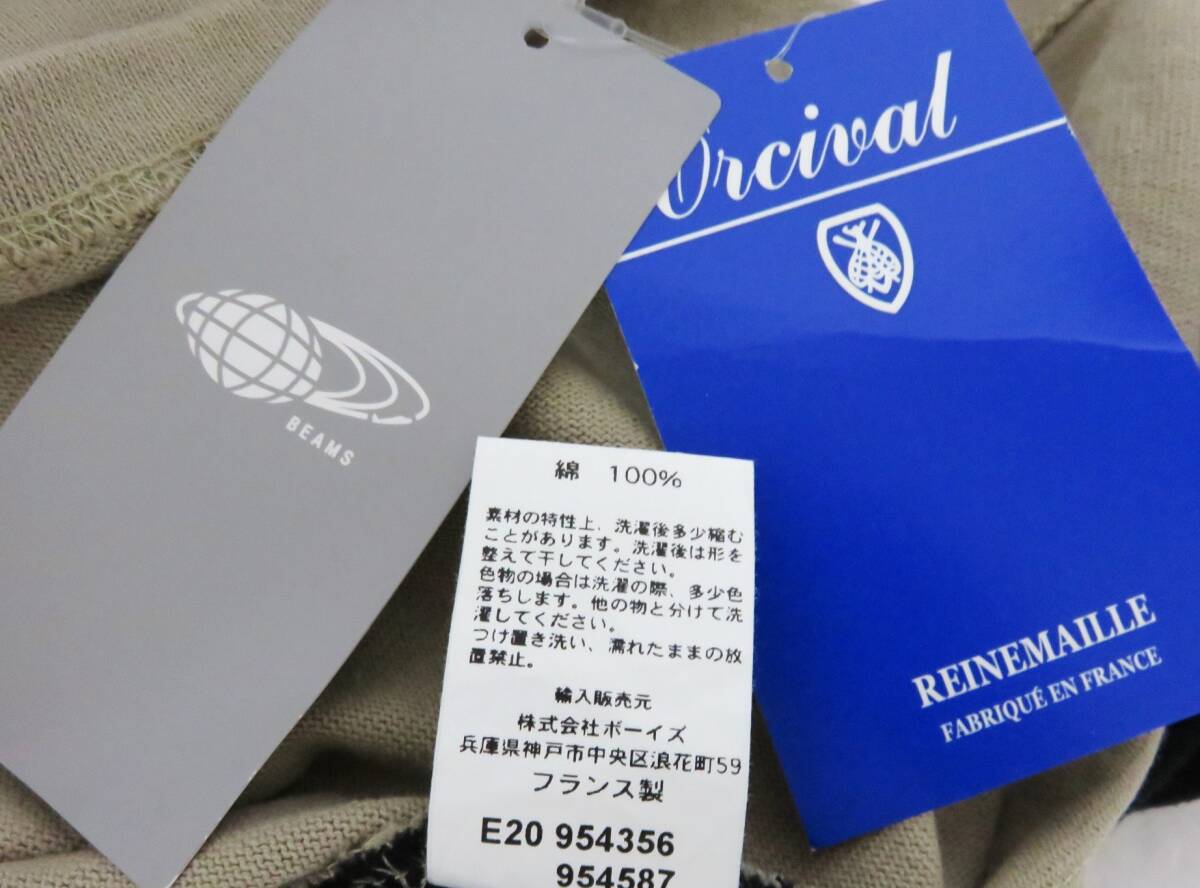 BEAMS
Orcival
REINEMAILLE
FABRIQUÉ EN FRANCE
綿 100%
素材の特性上、洗濯後多少縮む
ことがあります。洗濯後は形を
整えて干してください。
色物の場合は洗濯の際、多少色
落ちします。他の物と分けて洗
濯してください。
つけ置き洗い、濡れたままの放
置禁止。
輸入販売元
株式会社ボーイズ
兵庫県神戸市中央区浪花町59
フランス製
E20 954356
954587